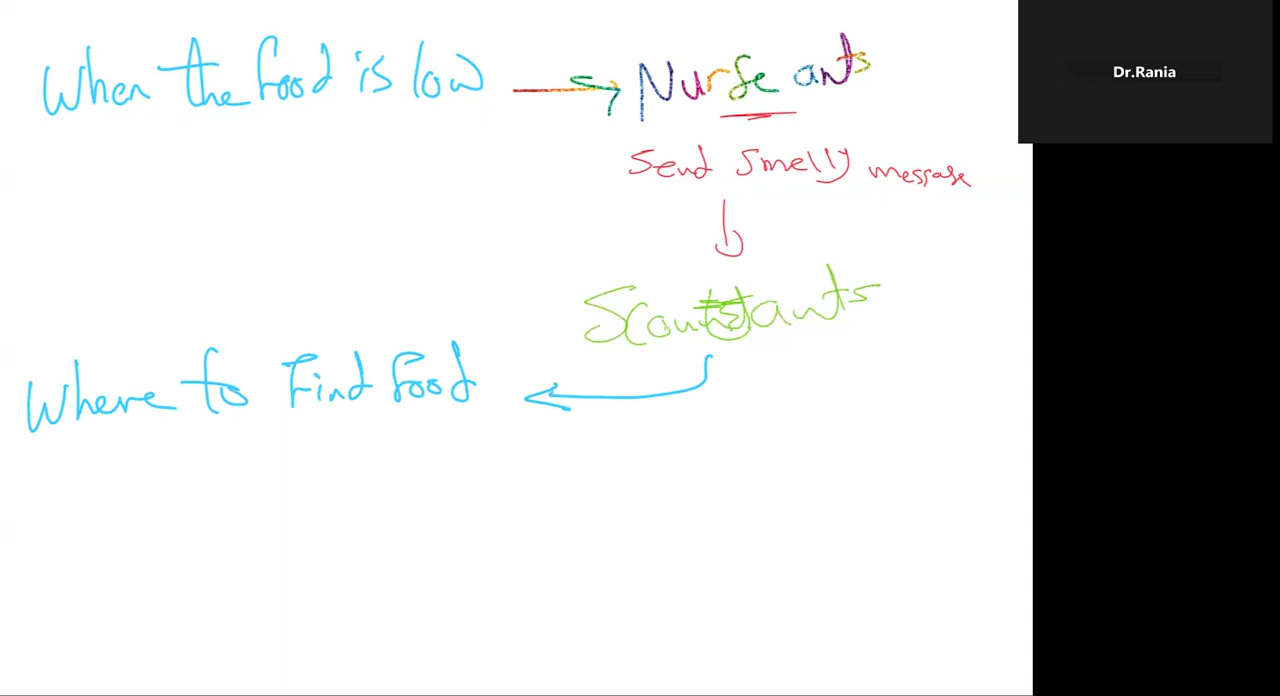 When the food is low → Nurse ants
Dr.Rania
Send Smelly message
Scout ants
Where to Find food